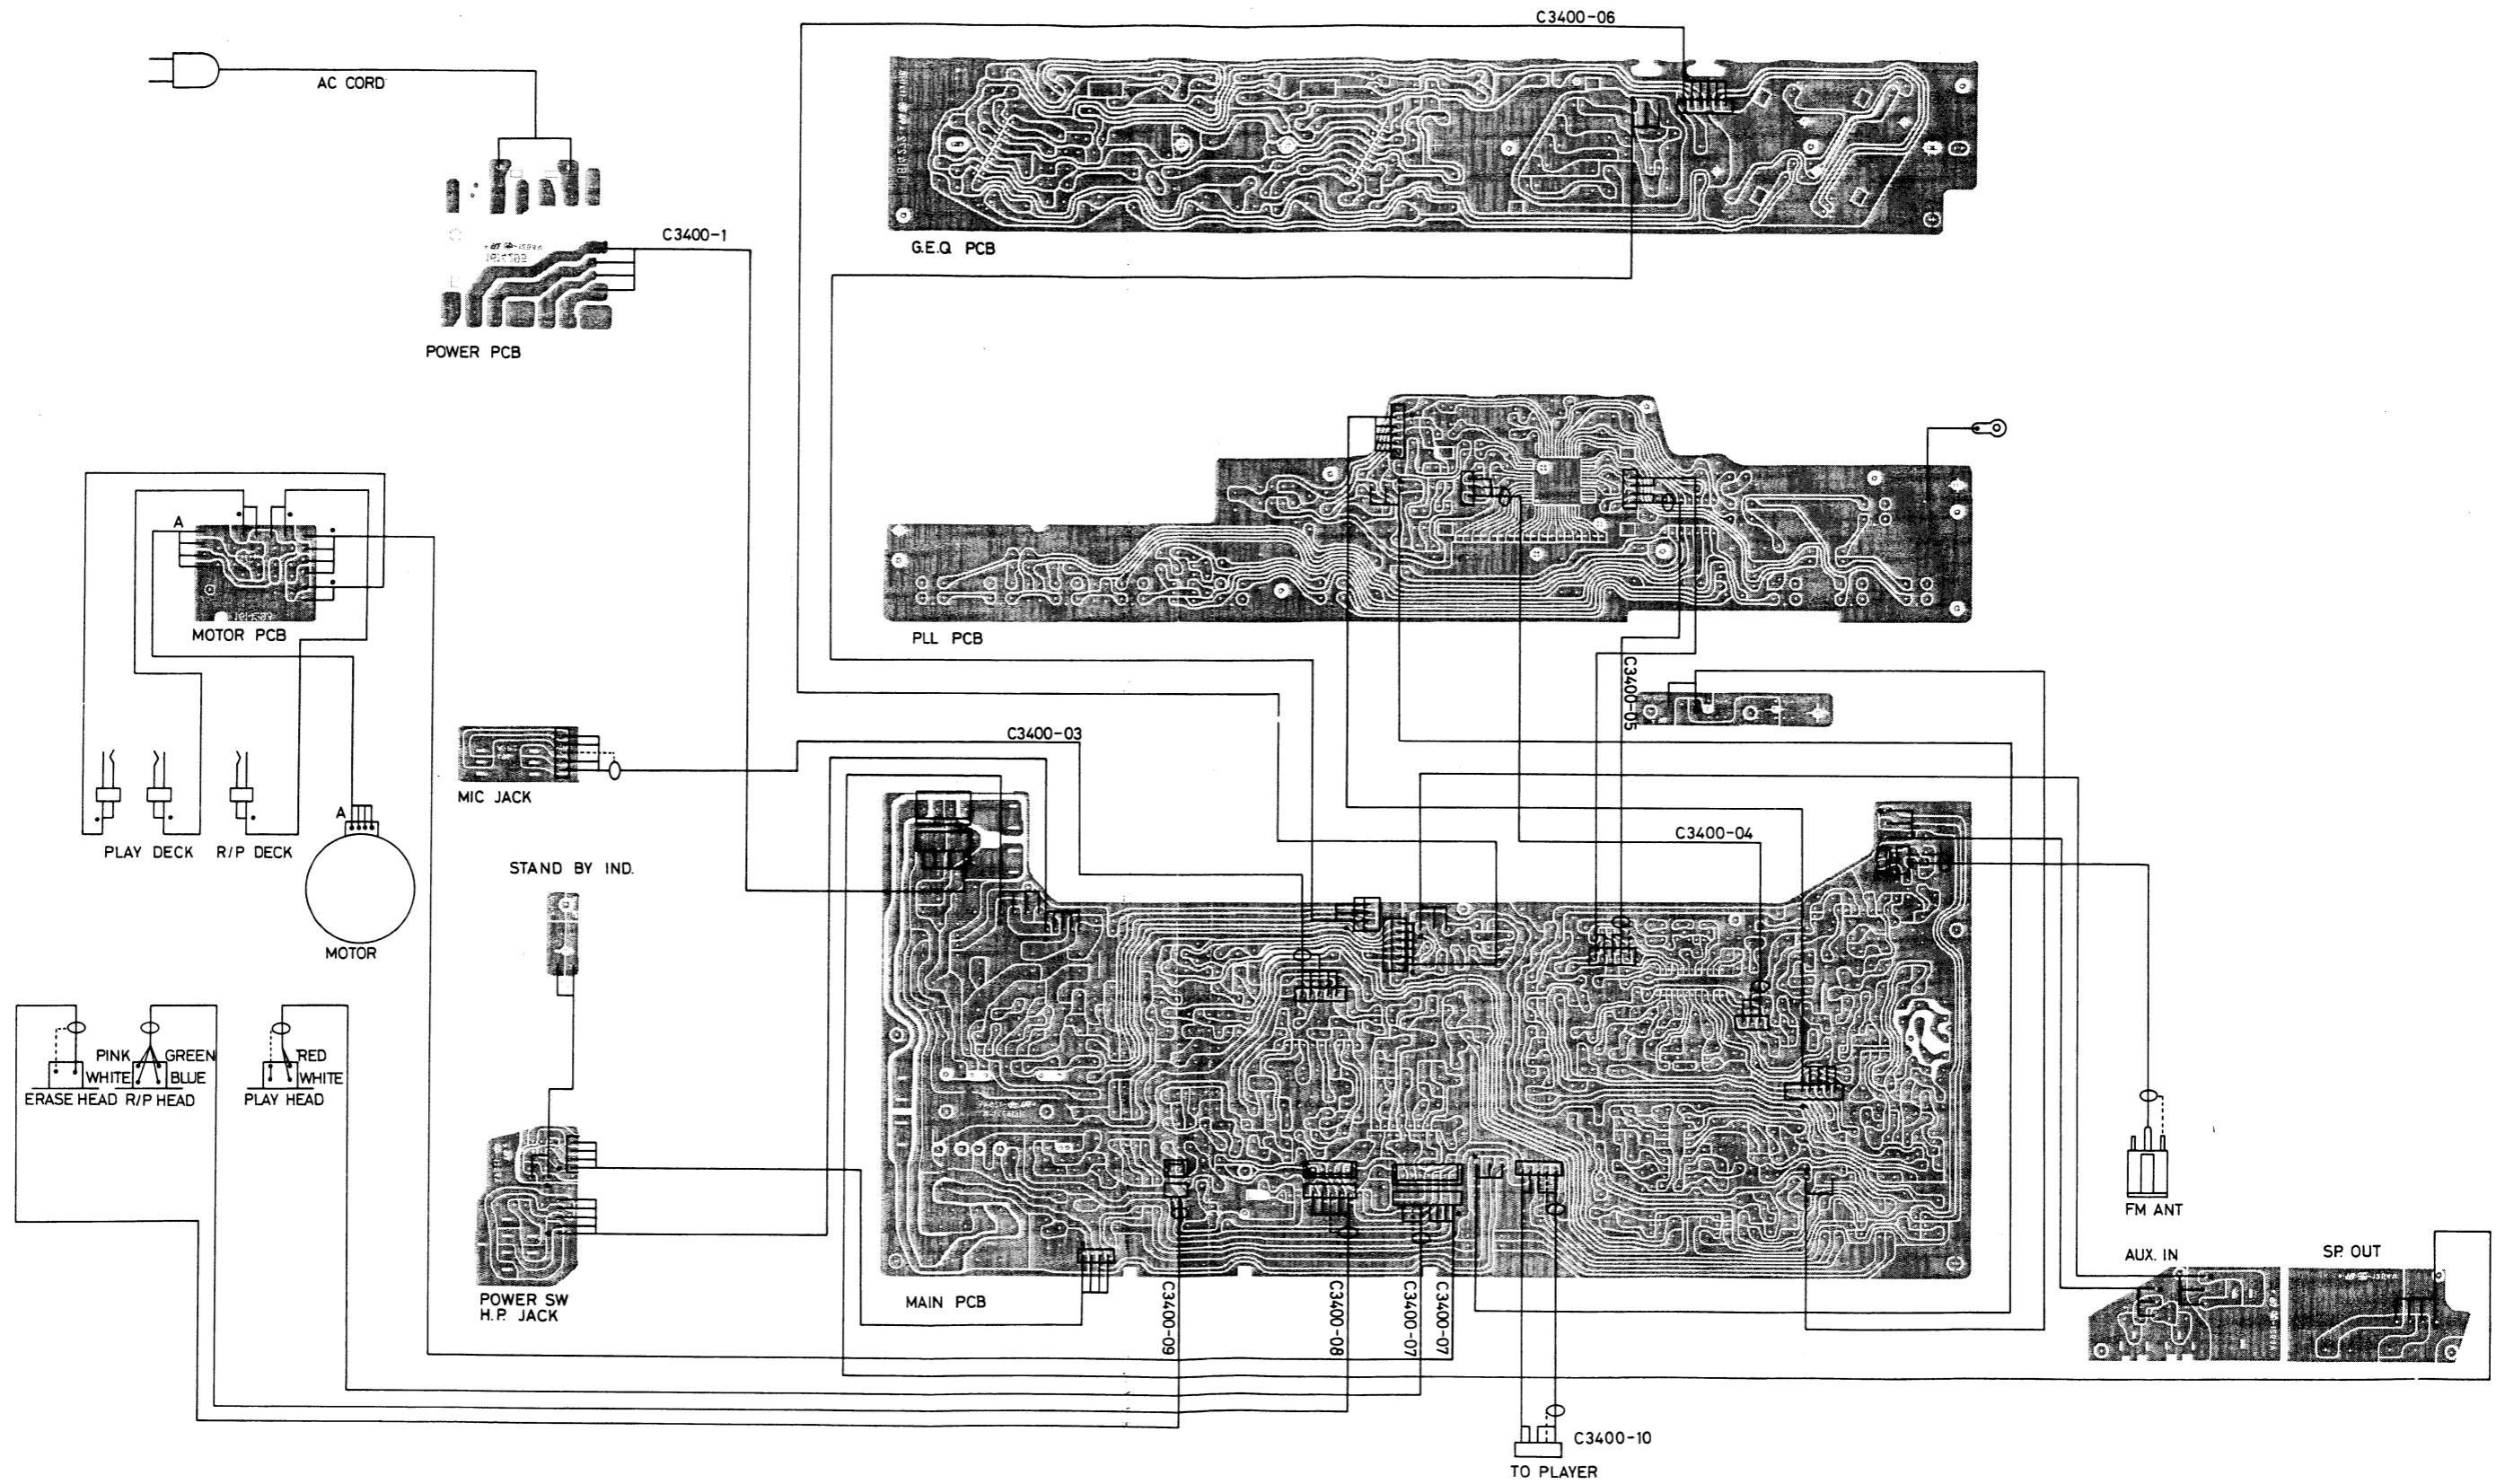 C3400-06
AC CORD
C3400-1
G.E.Q PCB
POWER PCB
A
MOTOR PCB
PLL PCB
C3400-05
C3400-03
MIC JACK
A
C3400-04
PLAY DECK R/P DECK
STAND BY IND.
MOTOR
PINK GREEN RED
WHITE BLUE WHITE
ERASE HEAD R/P HEAD PLAY HEAD
FM ANT
AUX. IN
SP. OUT
POWER SW
H.P. JACK
MAIN PCB
C3400-09
C3400-08
C3400-07
C3400-07
C3400-10
TO PLAYER